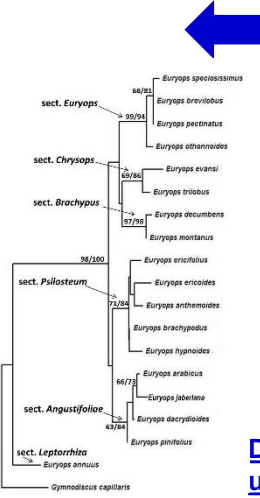 Euryops speciosissimus
68/81
Euryops brevilobus
sect. Euryops
99/94
Euryops pectinatus
Euryops othonnoides
sect. Chrysops
69/86
Euryops evansi
Euryops trilobus
sect. Brachypus
97/98
Euryops decumbens
Euryops montanus
98/100
Euryops ericifolius
sect. Psilosteum
71/84
Euryops ericoides
Euryops anthemoides
Euryops brachypodus
Euryops hypnoides
Euryops arabicus
66/73
Euryops jaberiana
sect. Angustifoliae
63/84
Euryops dacrydioides
Euryops pinifolius
sect. Leptorrhiza
Euryops annuus
Gymnodiscus capillaris
D
u